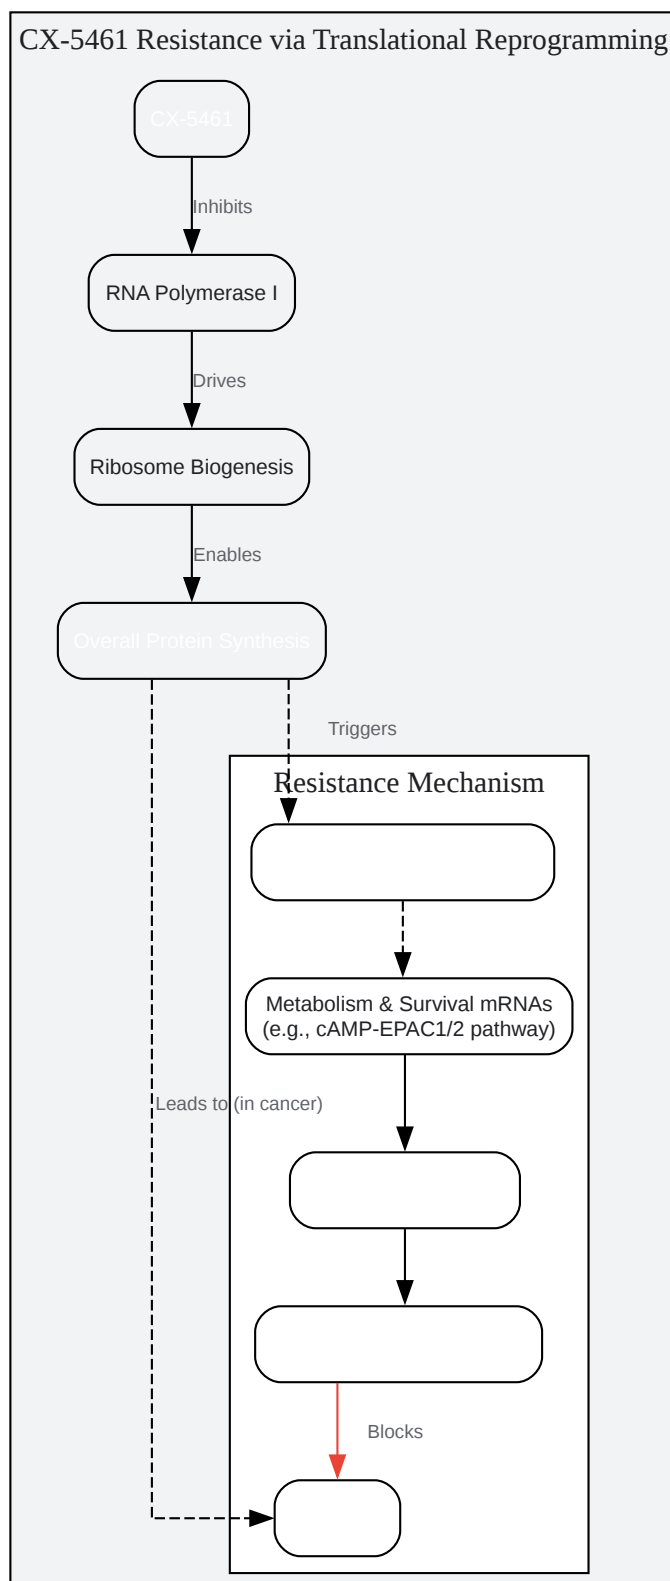 CX-5461 Resistance via Translational Reprogramming
CX-5461
Inhibits
RNA Polymerase I
Drives
Ribosome Biogenesis
Enables
Overall Protein Synthesis
Triggers
Resistance Mechanism
Metabolism & Survival mRNAs
(e.g., cAMP-EPAC1/2 pathway)
Leads to (in cancer)
Blocks